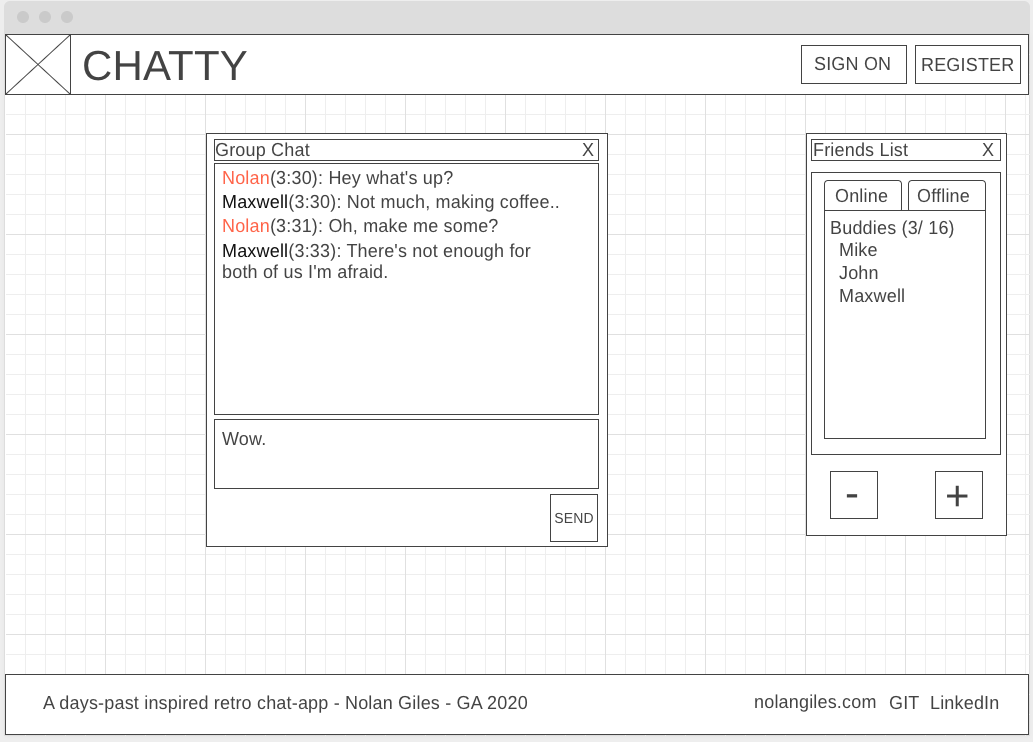 CHATTY
SIGN ON
REGISTER
Group Chat X
Nolan(3:30): Hey what's up?
Maxwell(3:30): Not much, making coffee..
Nolan(3:31): Oh, make me some?
Maxwell(3:33): There's not enough for
both of us I'm afraid.
Wow.
SEND
Friends List X
Online Offline
Buddies (3/ 16)
Mike
John
Maxwell
- +
A days-past inspired retro chat-app - Nolan Giles - GA 2020
nolangiles.com GIT LinkedIn